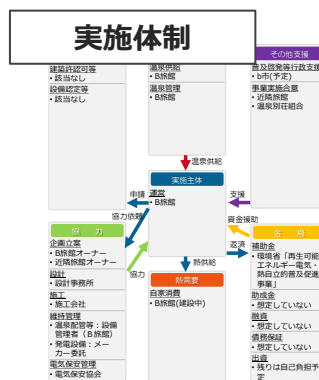 実施体制
建築許認可等
・該当なし
設備認定等
・該当なし
温泉供給
・B旅館
温泉管理
・B旅館
その他支援
普及啓発等行政支援
・b市(予定)
事業実施合意
・近隣旅館
・温泉別荘組合
温泉供給
実施主体
運営
・B旅館
申請
支援
協力依頼
資金援助
協 力
企画立案
・B旅館オーナー
・近隣旅館オーナー
設計
・設計事務所
施工
・施工会社
維持管理
・温泉配管等：設備
管理者（B旅館）
・発電設備：メー
カー委託
電気保安管理
・電気保安協会
協力
熱供給
返済
熱需要
自家消費
・B旅館(建設中)
補助金
・環境省「再生可能
エネルギー電気・
熱自立的普及促進
事業」
助成金
・想定していない
融資
・想定していない
債務保証
・想定していない
出資
・残りは自己負担予
定